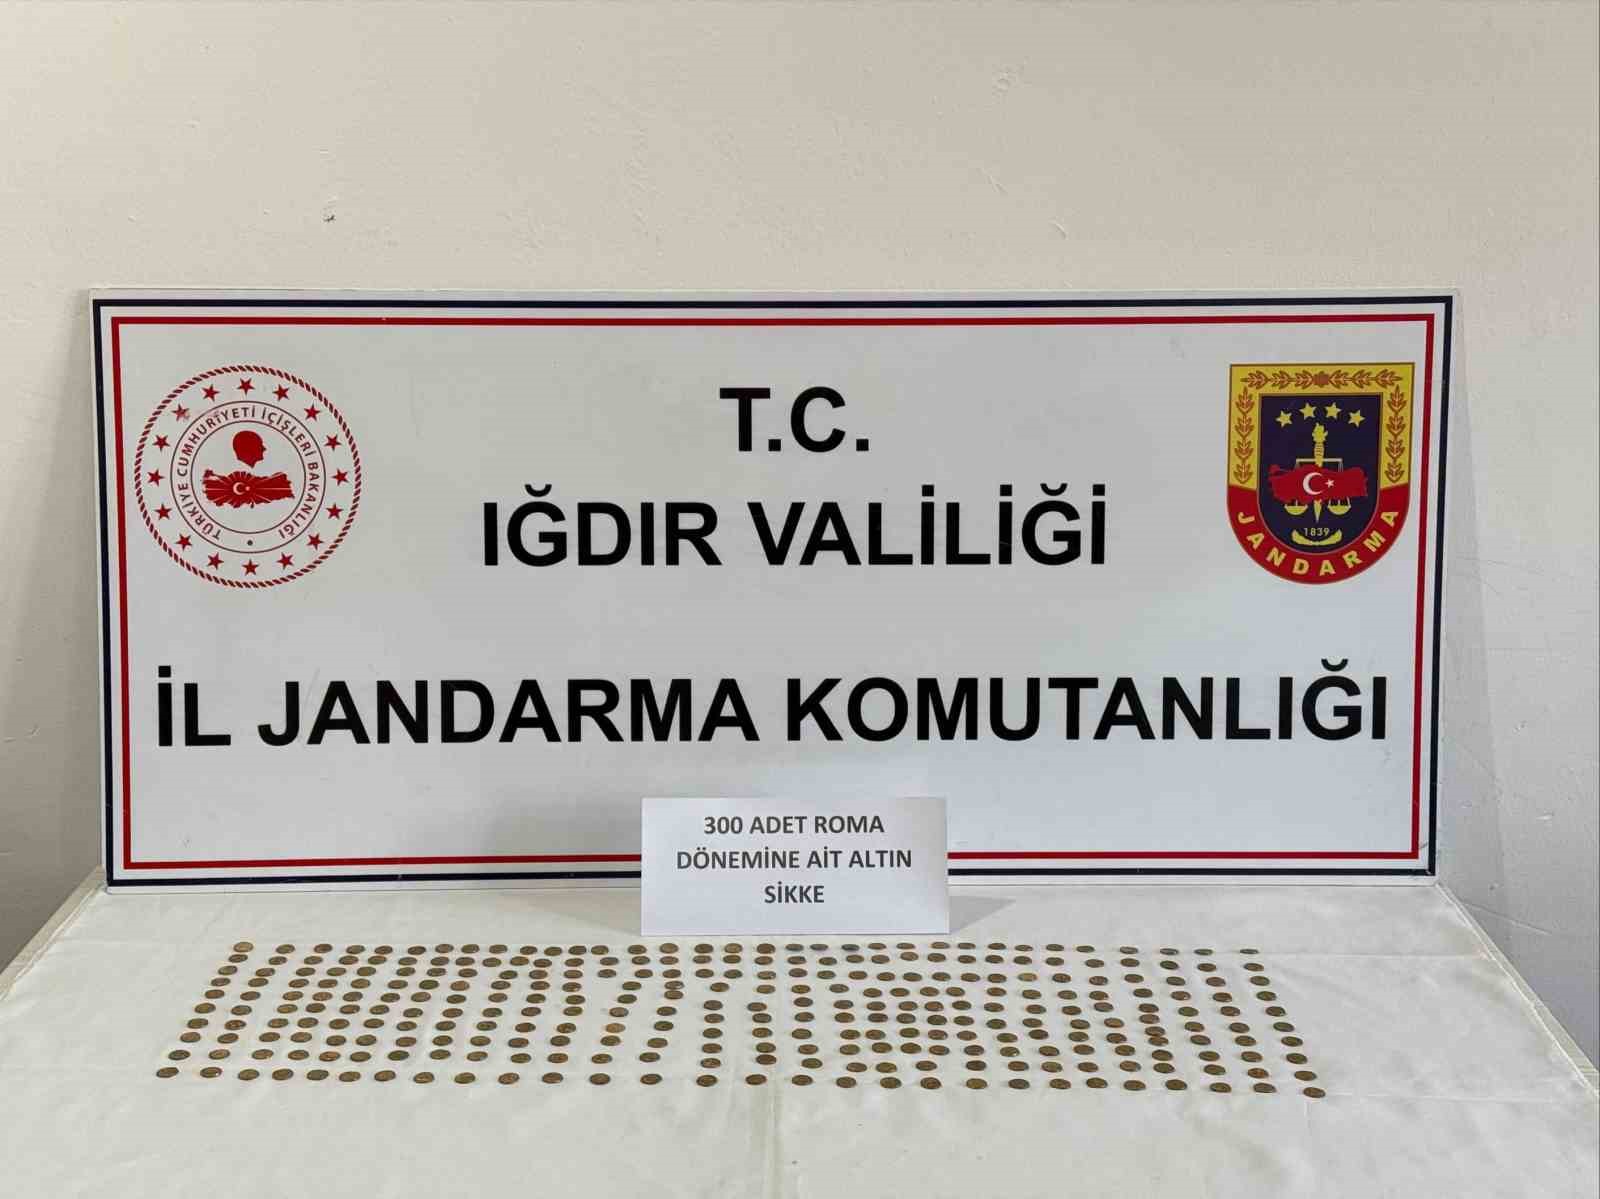 T.C.
IĞDIR VALİLİĞİ
İL JANDARMA KOMUTANLIĞI
TÜRKİYE CUMHURİYETİ İÇİŞLERİ BAKANLIĞI
1839
JANDARMA
300 ADET ROMA
DÖNEMİNE AİT ALTIN
SİKKE